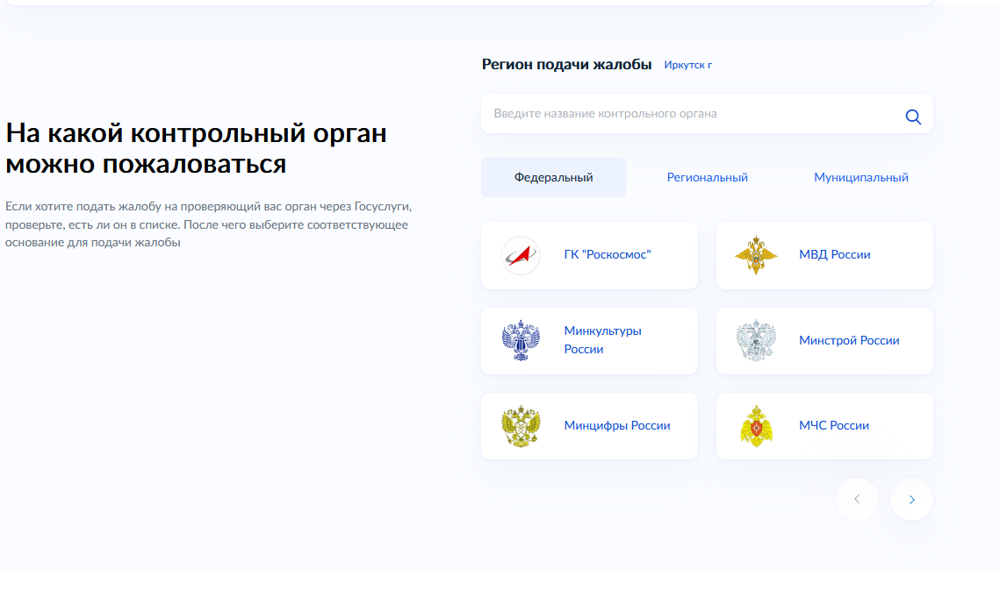 На какой контрольный орган
можно пожаловаться
Если хотите подать жалобу на проверяющий вас орган через Госуслуги,
проверьте, есть ли он в списке. После чего выберите соответствующее
основание для подачи жалобы
Регион подачи жалобы Иркутск г
Введите название контрольного органа
Федеральный Региональный Муниципальный
ГК "Роскосмос"
МВД России
Минкультуры
России
Минстрой России
Минцифры России
МЧС России